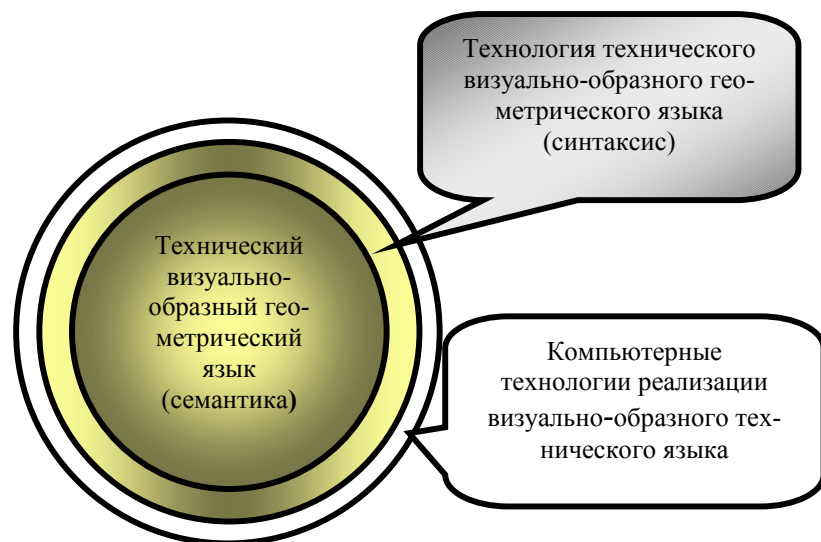 Технология технического
визуально-образного гео-
метрического языка
(синтаксис)
Технический
визуально-
образный гео-
метрический
язык
(семантика)
Компьютерные
технологии реализации
визуально-образного тех-
нического языка